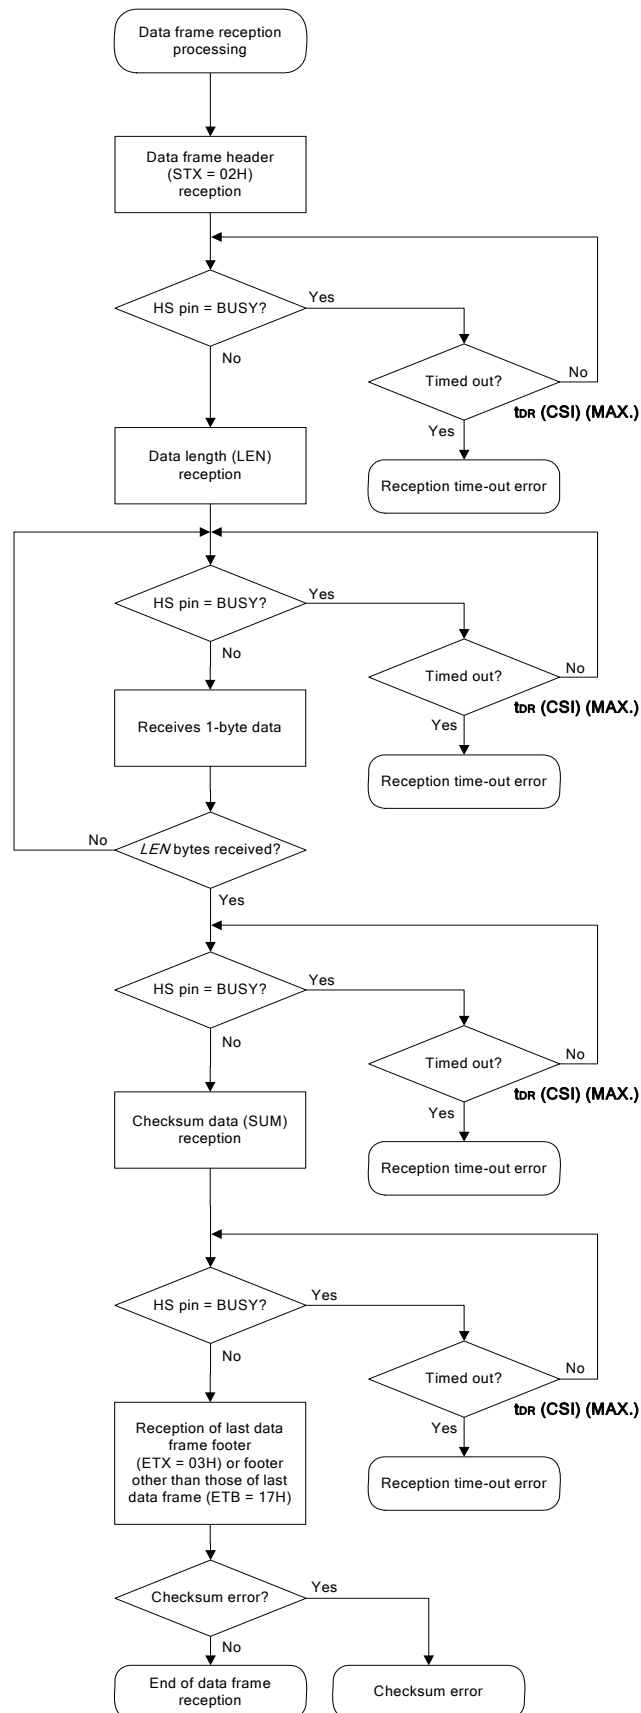 Data frame reception
processing
Data frame header
(STX = 02H)
reception
HS pin = BUSY?
Yes
No
Timed out?
No
tDR (CSI) (MAX.)
Yes
Data length (LEN)
reception
Reception time-out error
HS pin = BUSY?
Yes
No
Timed out?
No
tDR (CSI) (MAX.)
Yes
Receives 1-byte data
Reception time-out error
No
LEN bytes received?
Yes
HS pin = BUSY?
Yes
No
Timed out?
No
tDR (CSI) (MAX.)
Yes
Checksum data (SUM)
reception
Reception time-out error
HS pin = BUSY?
Yes
No
Timed out?
No
tDR (CSI) (MAX.)
Yes
Reception of last data
frame footer
(ETX = 03H) or footer
other than those of last
data frame (ETB = 17H)
Reception time-out error
Checksum error?
Yes
No
End of data frame
reception
Checksum error